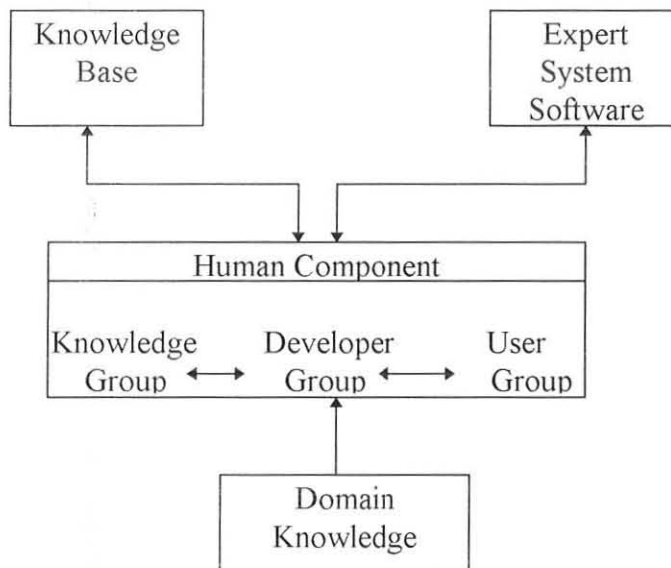 Knowledge
Base
Expert
System
Software
Human Component
Knowledge
Group
Developer
Group
User
Group
Domain
Knowledge